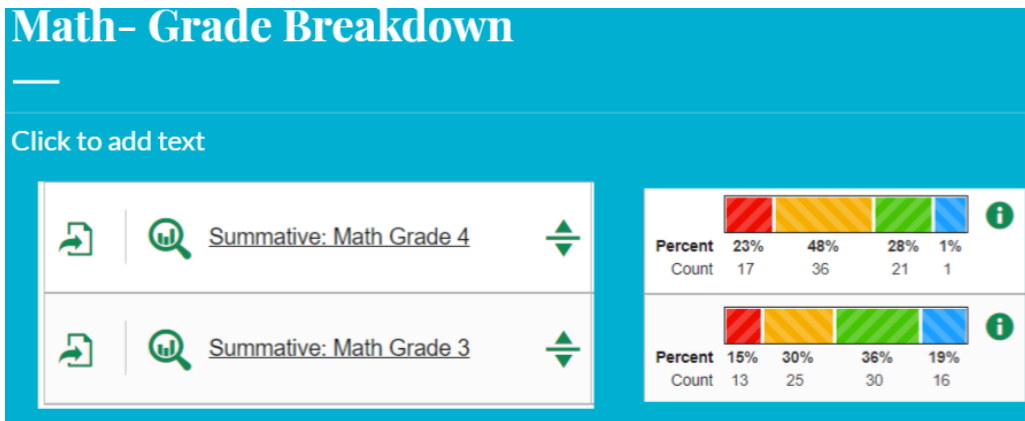 Math- Grade Breakdown
Click to add text
Summative: Math Grade 4
Percent 23% 48% 28% 1%
Count 17 36 21 1
Summative: Math Grade 3
Percent 15% 30% 36% 19%
Count 13 25 30 16